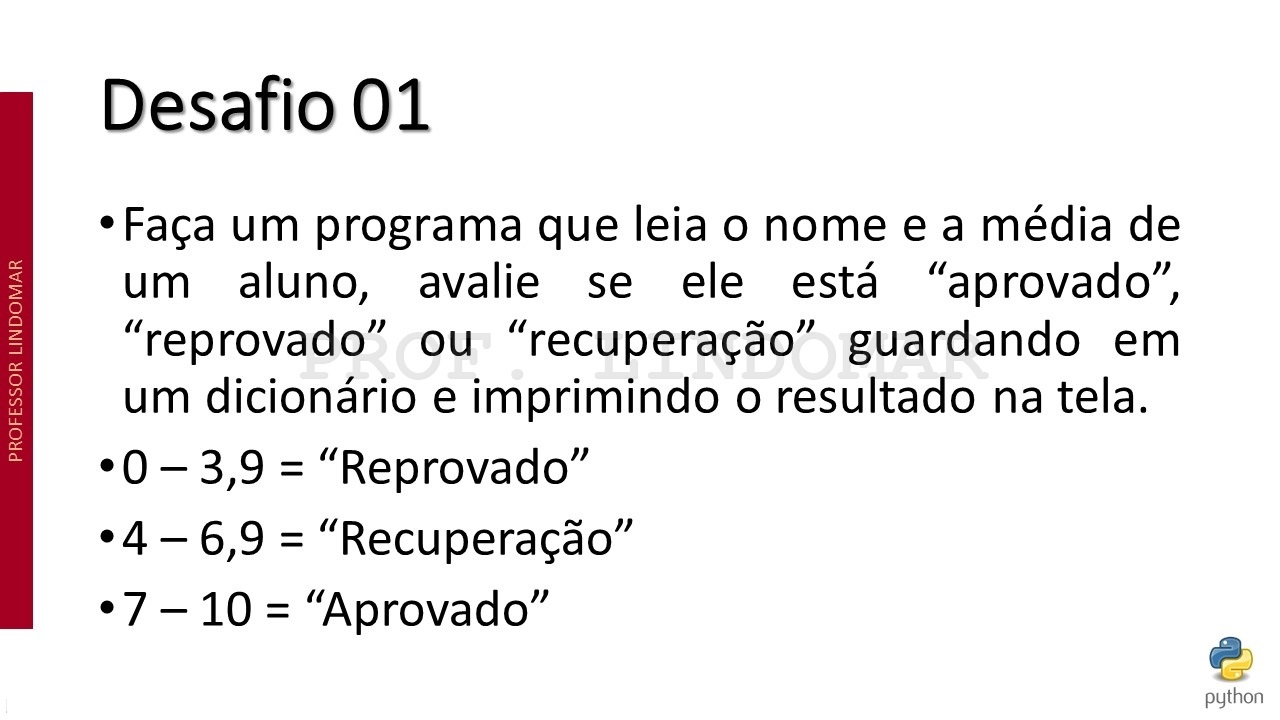 Desafio 01
PROFESSOR LINDOMAR
•Faça um programa que leia o nome e a média de
um aluno, avalie se ele está “aprovado”,
“reprovado” ou “recuperação” guardando em
um dicionário e imprimindo o resultado na tela.
PROF. LINDOMAR
•0 – 3,9 = “Reprovado”
•4 – 6,9 = “Recuperação”
•7 – 10 = “Aprovado”
python